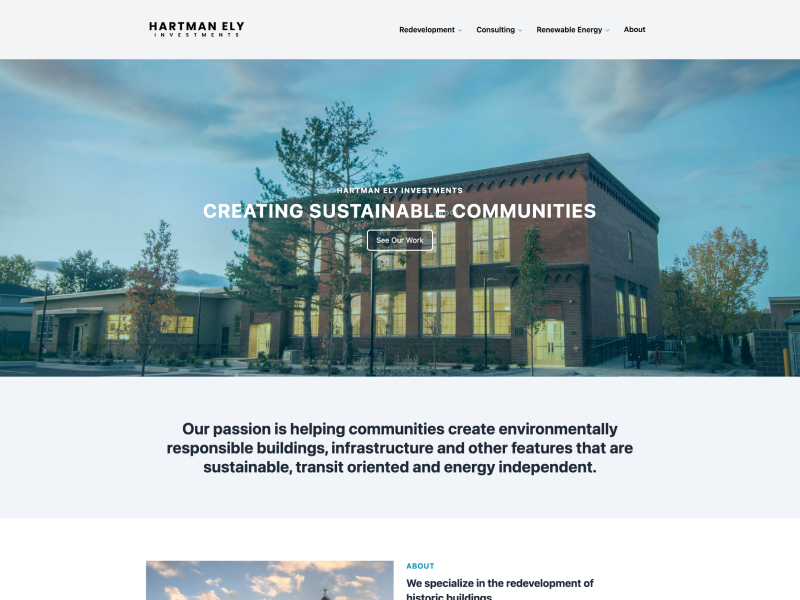 HARTMAN ELY
INVESTMENTS
Redevelopment
Consulting
Renewable Energy
About
HARTMAN ELY INVESTMENTS
CREATING SUSTAINABLE COMMUNITIES
See Our Work
Our passion is helping communities create environmentally
responsible buildings, infrastructure and other features that are
sustainable, transit oriented and energy independent.
ABOUT
We specialize in the redevelopment of
historic buildings